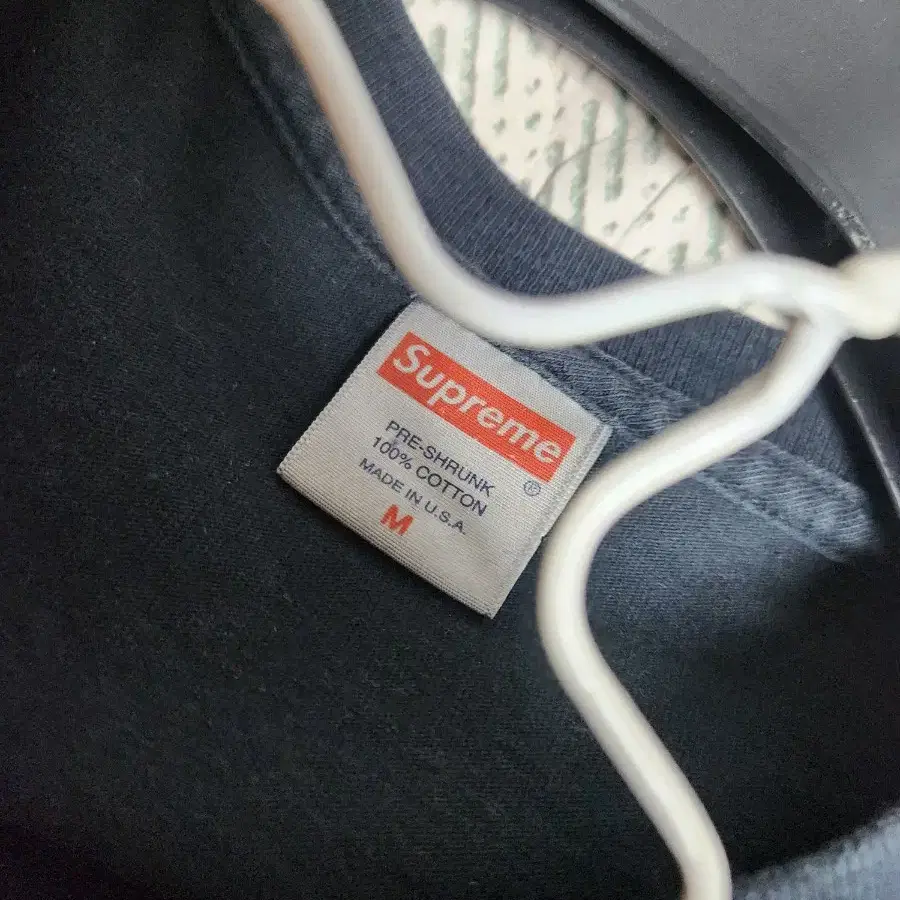 Supreme
®
PRE-SHRUNK
100% COTTON
MADE IN U.S.A.
M